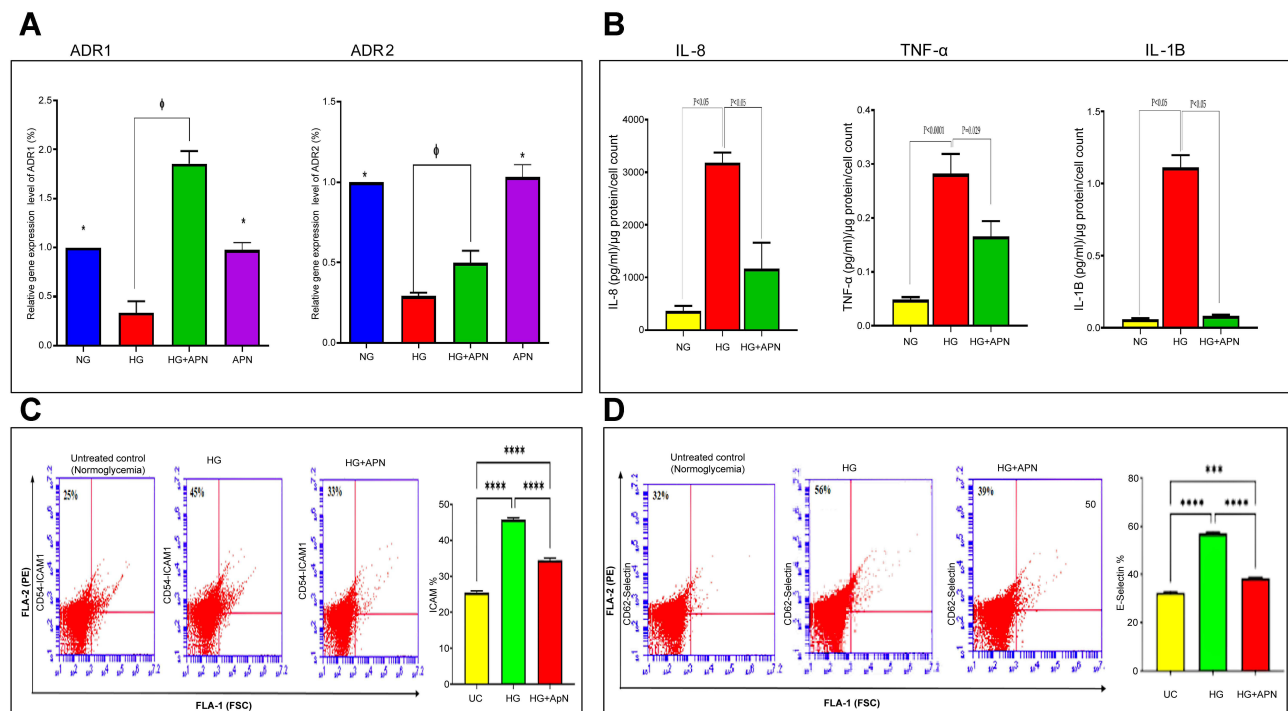 A
ADR1
ADR2
Relative gene expression level of ADR1 (%)
2.5
2.0
1.5
1.0
0.5
0.0
*
ϕ
*
NG
HG
HG+APN
APN
Relative gene expression level of ADR2 (%)
1.5
1.0
0.5
0.0
*
ϕ
*
NG
HG
HG+APN
APN
B
IL-8
TNF-α
IL-1B
IL-8 (pg/ml)/µg protein/cell count
4000
3000
2000
1000
0
P<0.05
P<0.05
NG
HG
HG+APN
TNF-α (pg/ml)/µg protein/cell count
0.4
0.3
0.2
0.1
0.0
P<0.0001
P=0.029
NG
HG
HG+APN
IL-1B (pg/ml)/µg protein/cell count
1.5
1.0
0.5
0.0
P<0.05
P<0.05
NG
HG
HG+APN
C
Untreated control
(Normoglycemia)
HG
HG+APN
25%
45%
33%
FLA-2 (PE)
CD54-ICAM1
CD54-ICAM1
CD54-ICAM1
FLA-1 (FSC)
ICAM %
50
40
30
20
10
0
****
****
****
UC
HG
HG+ApN
D
Untreated control
(Normoglycemia)
HG
HG+APN
32%
56%
39%
50
FLA-2 (PE)
CD62-Selectin
CD62-Selectin
CD62-Selectin
FLA-1 (FSC)
E-Selectin %
80
60
40
20
0
***
****
****
UC
HG
HG+APN